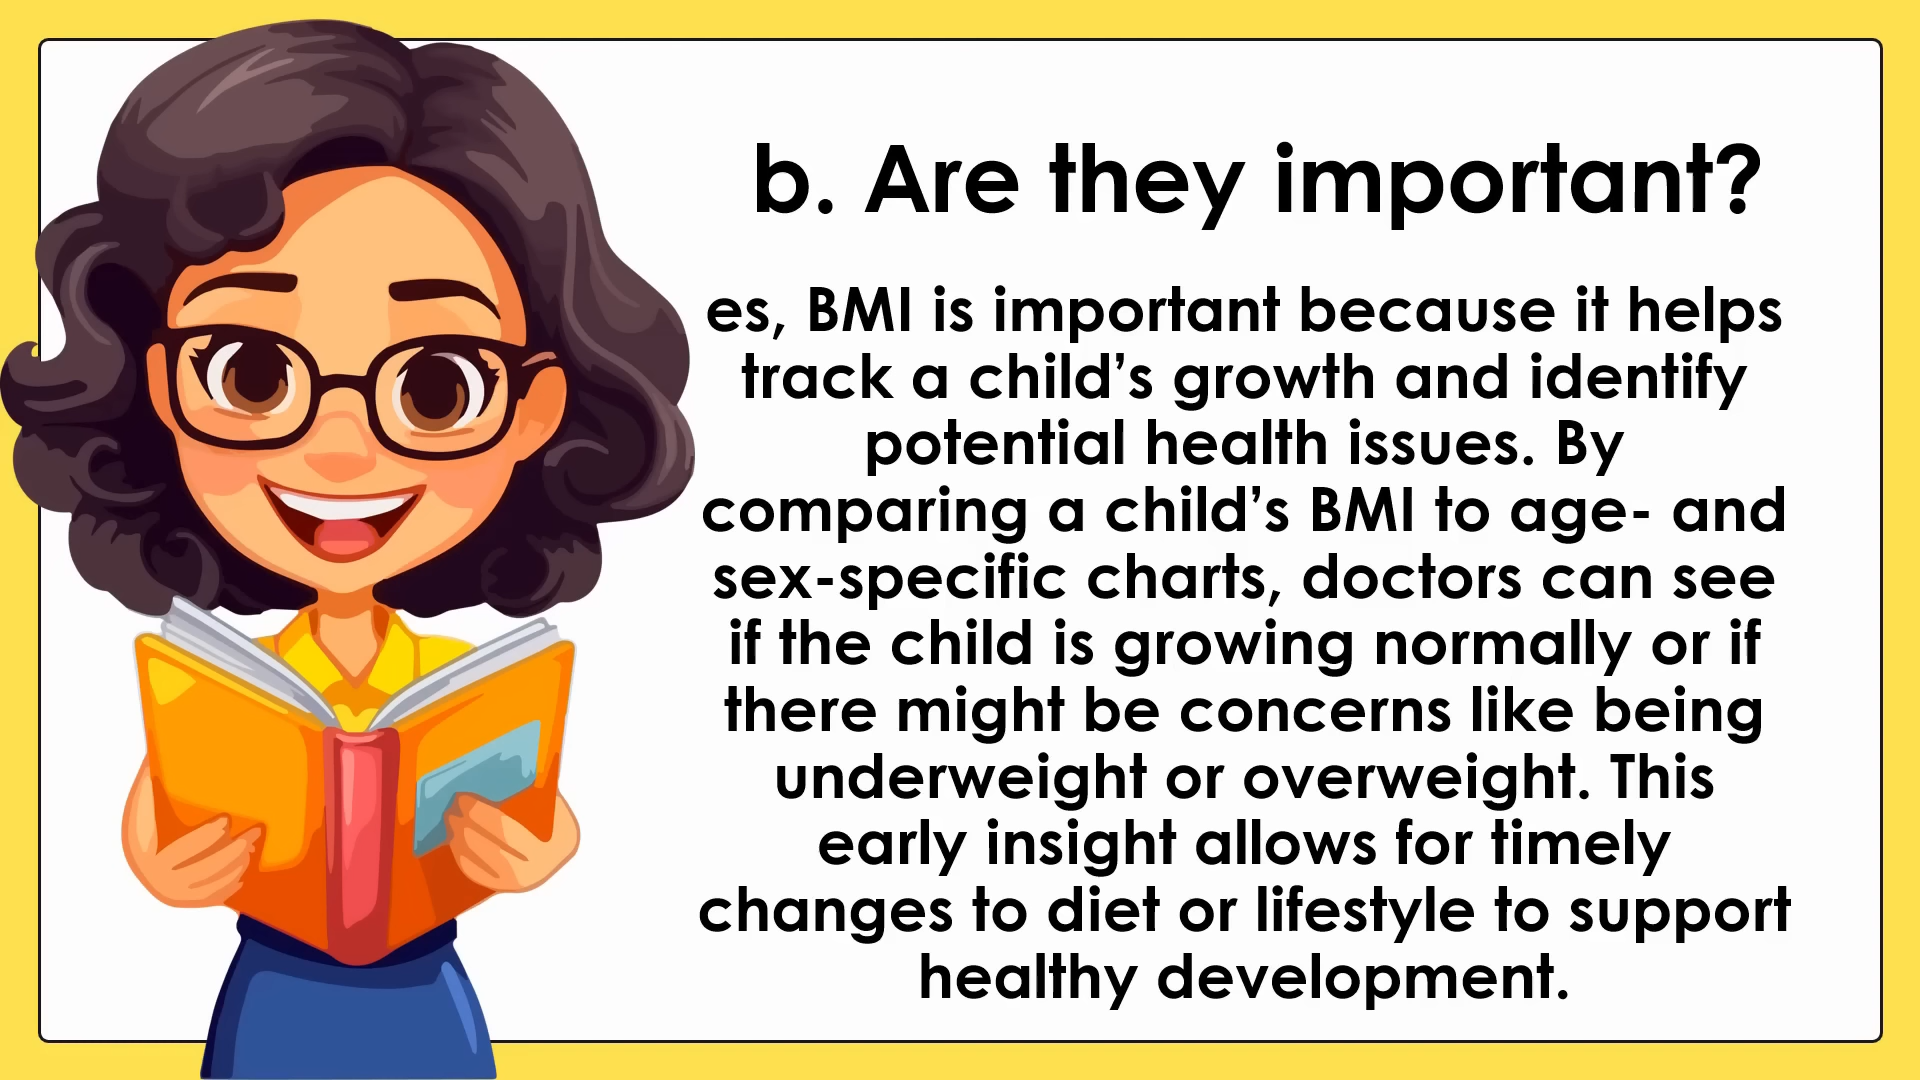 b. Are they important?
es, BMI is important because it helps
track a child’s growth and identify
potential health issues. By
comparing a child’s BMI to age- and
sex-specific charts, doctors can see
if the child is growing normally or if
there might be concerns like being
underweight or overweight. This
early insight allows for timely
changes to diet or lifestyle to support
healthy development.